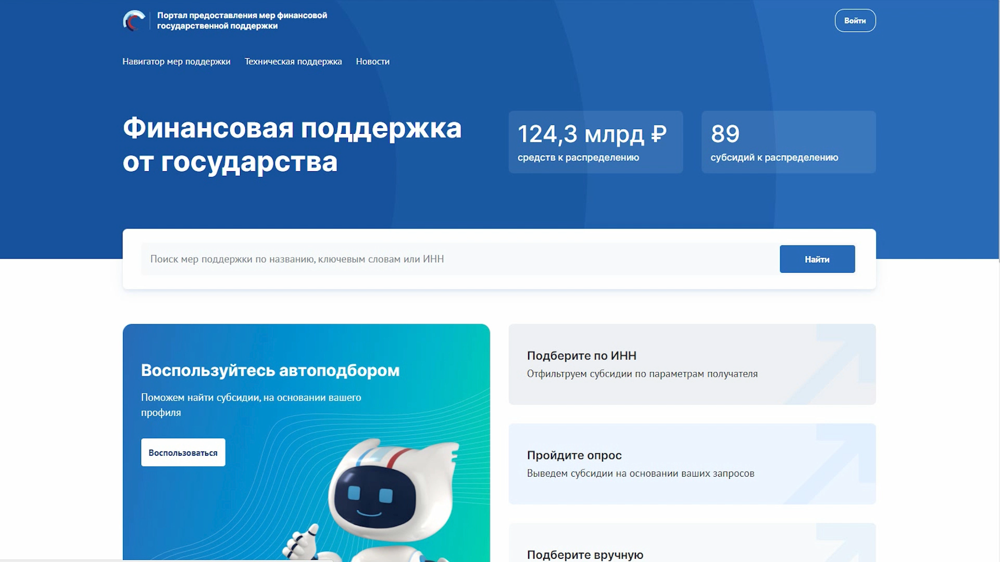 Портал предоставления мер финансовой
государственной поддержки
Войти
Навигатор мер поддержки Техническая поддержка Новости
Финансовая поддержка
от государства
124,3 млрд ₽
средств к распределению
89
субсидий к распределению
Поиск мер поддержки по названию, ключевым словам или ИНН
Найти
Воспользуйтесь автоподбором
Поможем найти субсидии, на основании вашего
профиля
Воспользоваться
Подберите по ИНН
Отфильтруем субсидии по параметрам получателя
Пройдите опрос
Выведем субсидии на основании ваших запросов
Подберите вручную